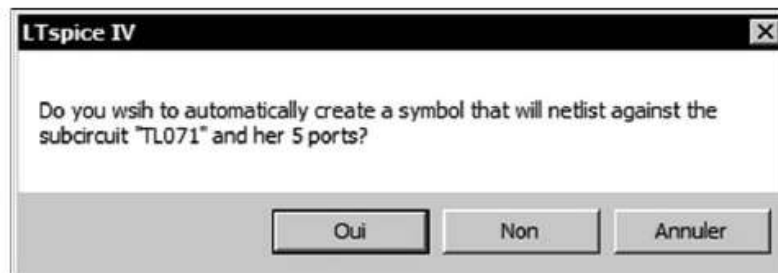 LTspice IV
Do you wsih to automatically create a symbol that will netlist against the
subcircuit "TL071" and her 5 ports?
Oui Non Annuler